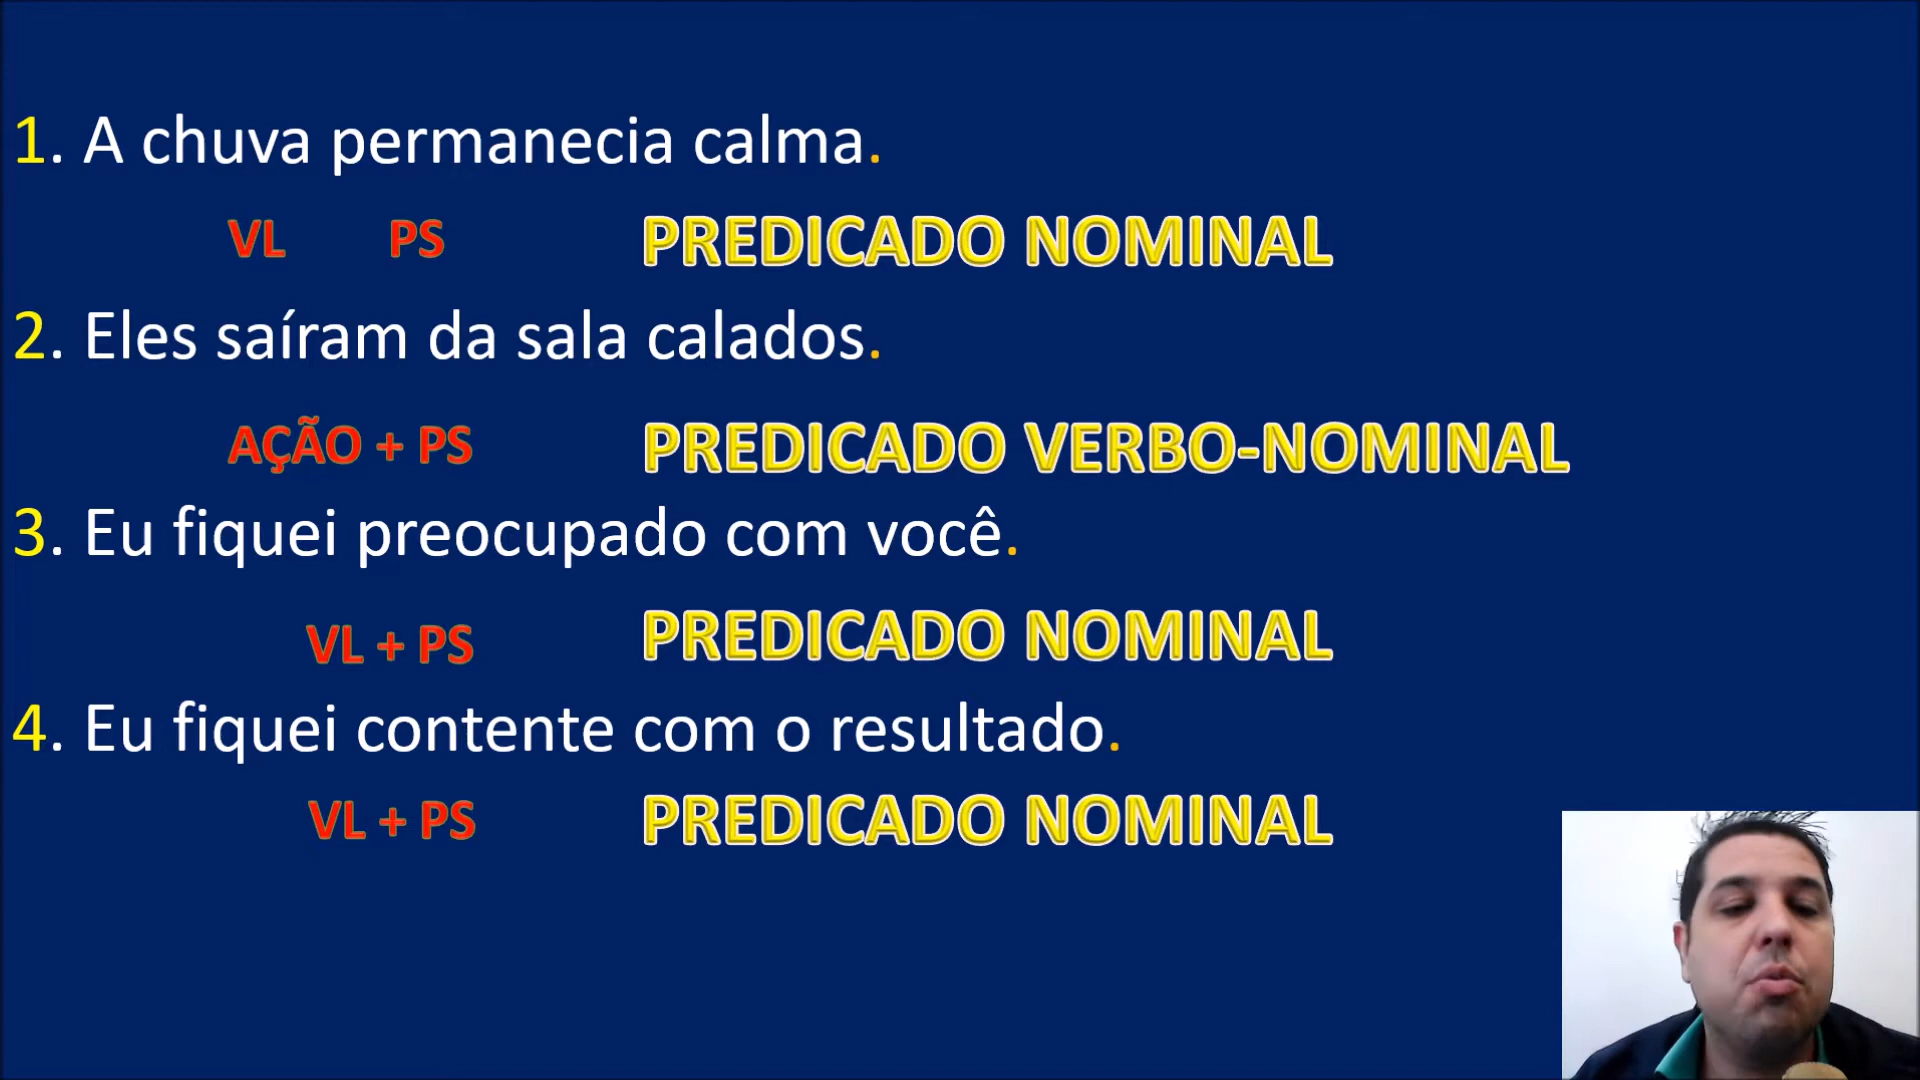 1. A chuva permanecia calma.
VL PS PREDICADO NOMINAL
2. Eles saíram da sala calados.
AÇÃO + PS PREDICADO VERBO-NOMINAL
3. Eu fiquei preocupado com você.
VL + PS PREDICADO NOMINAL
4. Eu fiquei contente com o resultado.
VL + PS PREDICADO NOMINAL